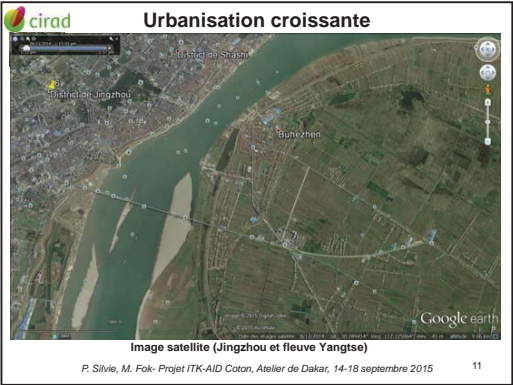 cirad
Urbanisation croissante
District de Shashi
District de Jingzhou
Buhezhen
Google earth
Image satellite (Jingzhou et fleuve Yangtse)
P. Silvie, M. Fok- Projet ITK-AID Coton, Atelier de Dakar, 14-18 septembre 2015
11